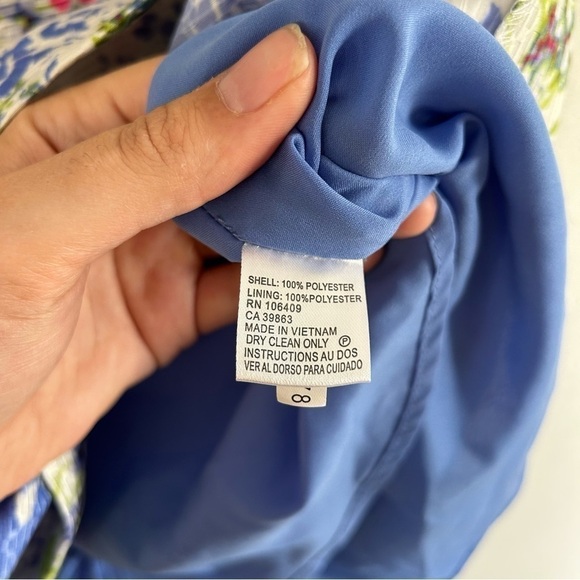 SHELL: 100% POLYESTER
LINING: 100%POLYESTER
RN 106409
CA 39863
MADE IN VIETNAM
DRY CLEAN ONLY Ⓟ
INSTRUCTIONS AU DOS
VER AL DORSO PARA CUIDADO
8